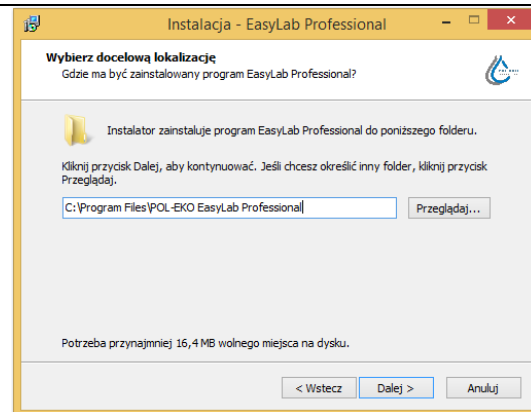 Instalacja - EasyLab Professional
Wybierz docelową lokalizację
Gdzie ma być zainstalowany program EasyLab Professional?
Instalator zainstaluje program EasyLab Professional do poniższego folderu.
Kliknij przycisk Dalej, aby kontynuować. Jeśli chcesz określić inny folder, kliknij przycisk
Przeglądaj.
C:\Program Files\POL-EKO EasyLab Professional
Przeglądaj...
Potrzeba przynajmniej 16,4 MB wolnego miejsca na dysku.
< Wstecz
Dalej >
Anuluj